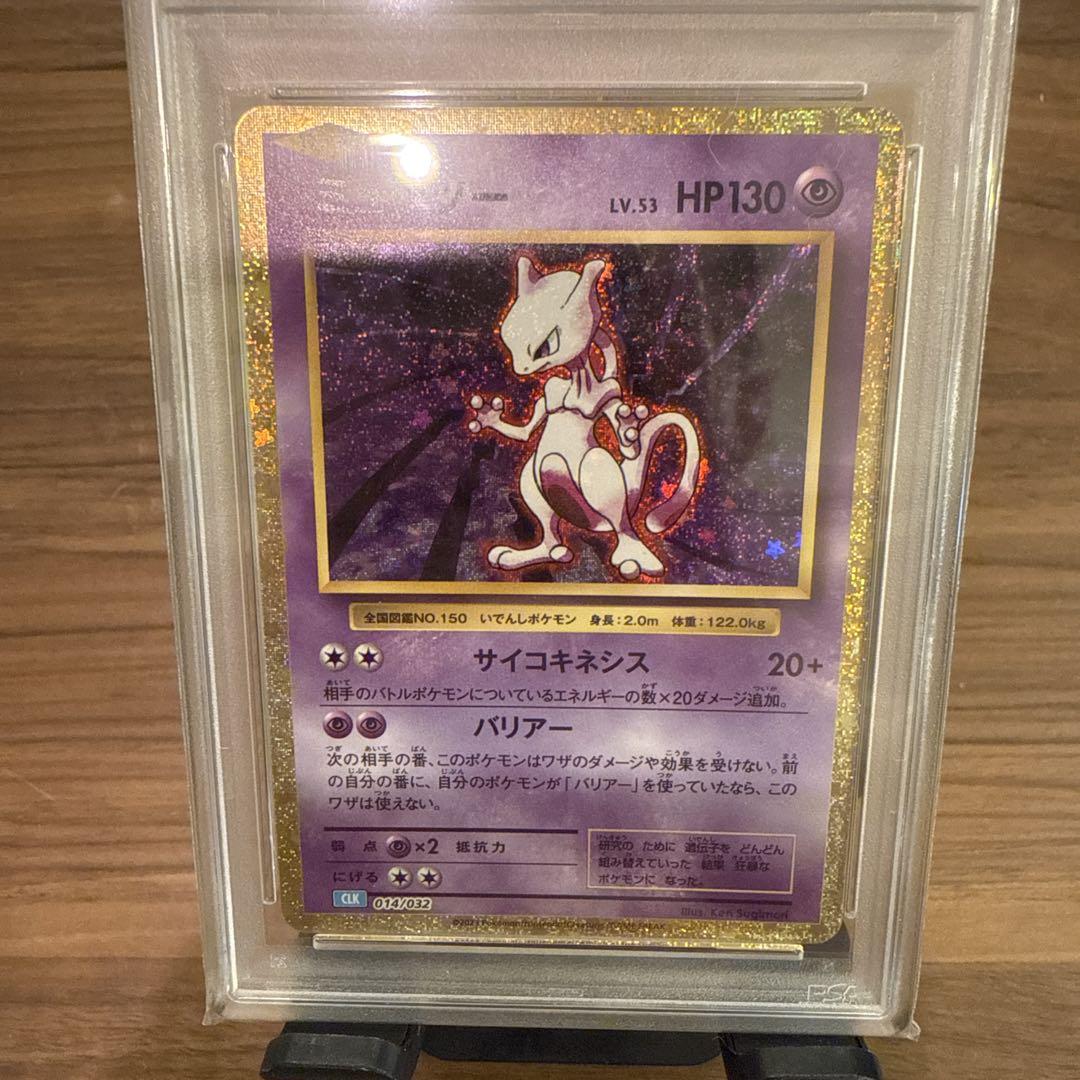 LV.53 HP130
全国図鑑NO.150 いでんしポケモン 身長:2.0m 体重:122.0kg
サイコキネシス 20+
相手のバトルポケモンについているエネルギーの数×20ダメージ追加。
バリアー
次の相手の番、このポケモンはワザのダメージや効果を受けない。前
の自分の番に、自分のポケモンが「バリアー」を使っていたなら、この
ワザは使えない。
弱点 ×2 抵抗力
にげる
研究の ために 遺伝子を どんどん
組み替えていった 結果 狂暴な
ポケモンに なった。
CLK 014/032
Illus. Ken Sugimori
PSA